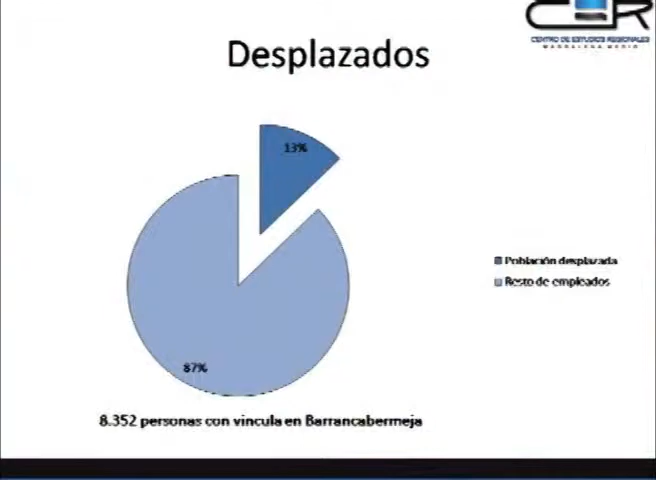 CER
CENTRO DE ESTUDIOS REGIONALES
MAGDALENA MEDIO
Desplazados
13%
Población desplazada
Resto de empleados
87%
8.352 personas con vincula en Barrancabermeja